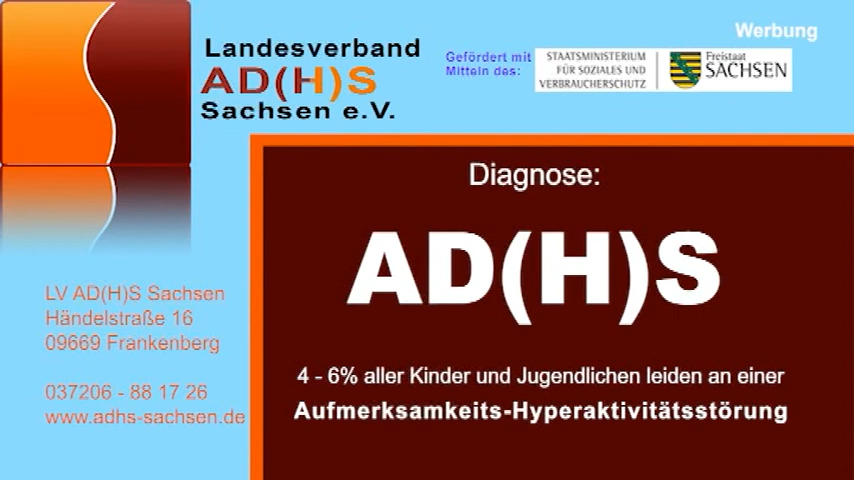 Werbung
Landesverband
AD(H)S
Sachsen e.V.
Gefördert mit
Mitteln des:
STAATSMINISTERIUM
FÜR SOZIALES UND
VERBRAUCHERSCHUTZ
Freistaat
SACHSEN
Diagnose:
AD(H)S
4 - 6% aller Kinder und Jugendlichen leiden an einer
Aufmerksamkeits-Hyperaktivitätsstörung
LV AD(H)S Sachsen
Händelstraße 16
09669 Frankenberg
037206 - 88 17 26
www.adhs-sachsen.de